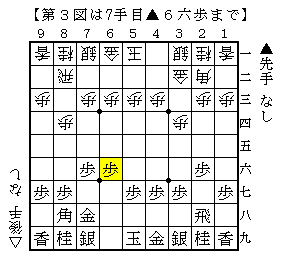 【第３図は7手目▲６六歩まで】
９ ８ ７ ６ ５ ４ ３ ２ １
香 桂 銀 金 玉 銀 桂 香 一
飛 金 角 二
歩 歩 歩 歩 歩 歩 歩 三
歩 歩 四
五
歩 歩 歩 六
歩 歩 歩 歩 歩 歩 七
角 金 飛 八
香 桂 銀 玉 金 銀 桂 香 九
▲先手 なし
△後手 なし